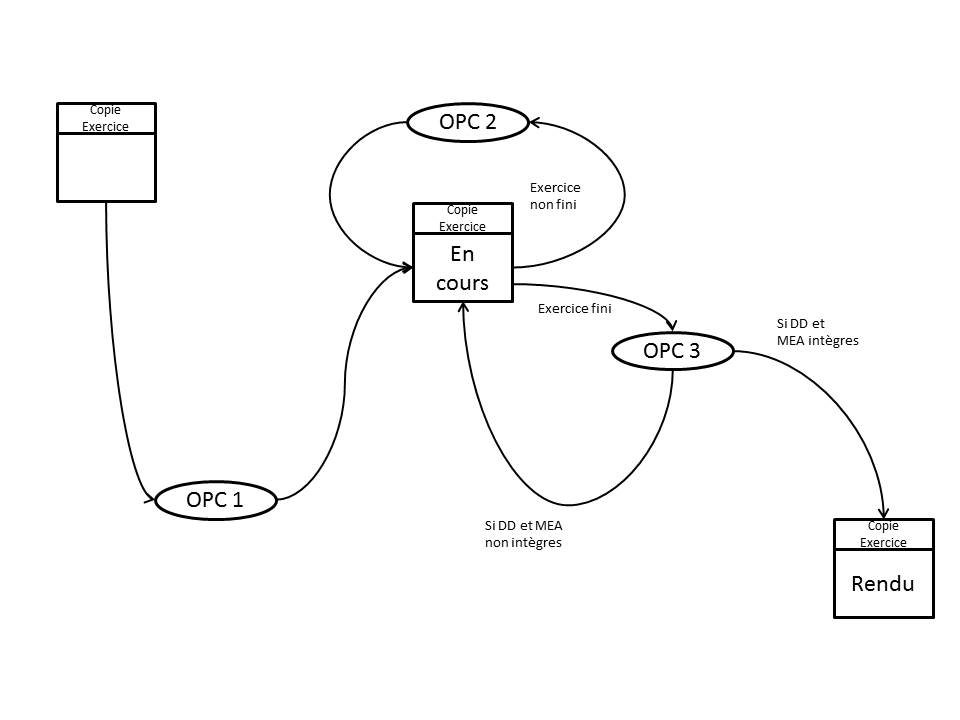 Copie
Exercice
OPC 2
Exercice
non fini
Copie
Exercice
En
cours
Exercice fini
Si DD et
MEA intègres
OPC 3
OPC 1
Si DD et MEA
non intègres
Copie
Exercice
Rendu